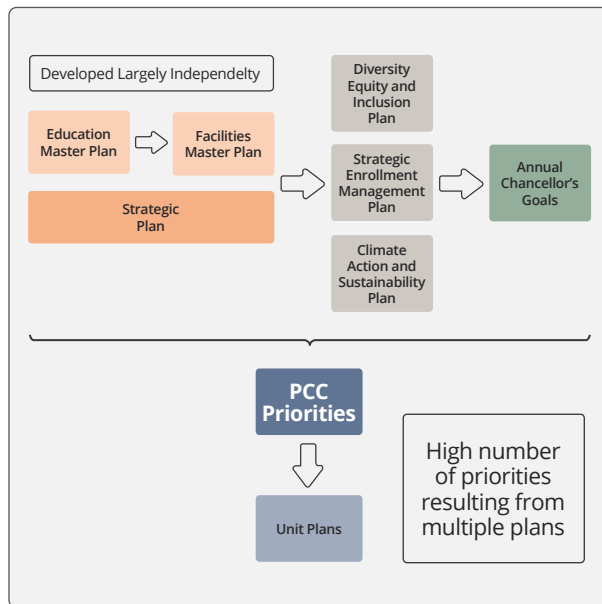 Developed Largely Independelty
Education
Master Plan
Facilities
Master Plan
Strategic
Plan
Diversity
Equity and
Inclusion
Plan
Strategic
Enrollment
Management
Plan
Climate
Action and
Sustainability
Plan
Annual
Chancellor’s
Goals
PCC
Priorities
Unit Plans
High number
of priorities
resulting from
multiple plans